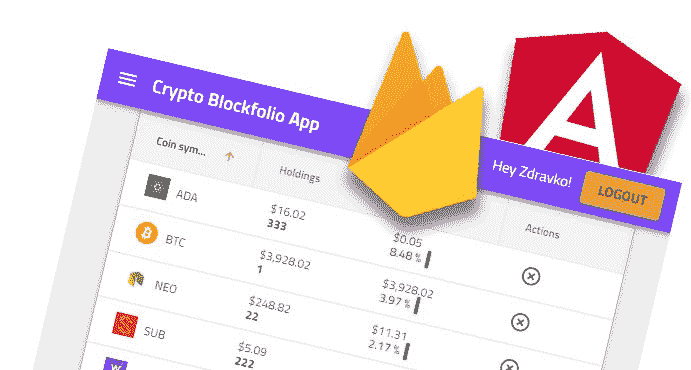 Crypto Blockfolio App
Hey Zdravko!
LOGOUT
Coin sym...
Holdings
Actions
ADA
$16.02
333
$0.05
8.48 %
BTC
$3,928.02
1
$3,928.02
3.97 %
NEO
$248.82
22
$11.31
2.17 %
SUB
$5.09
222
W